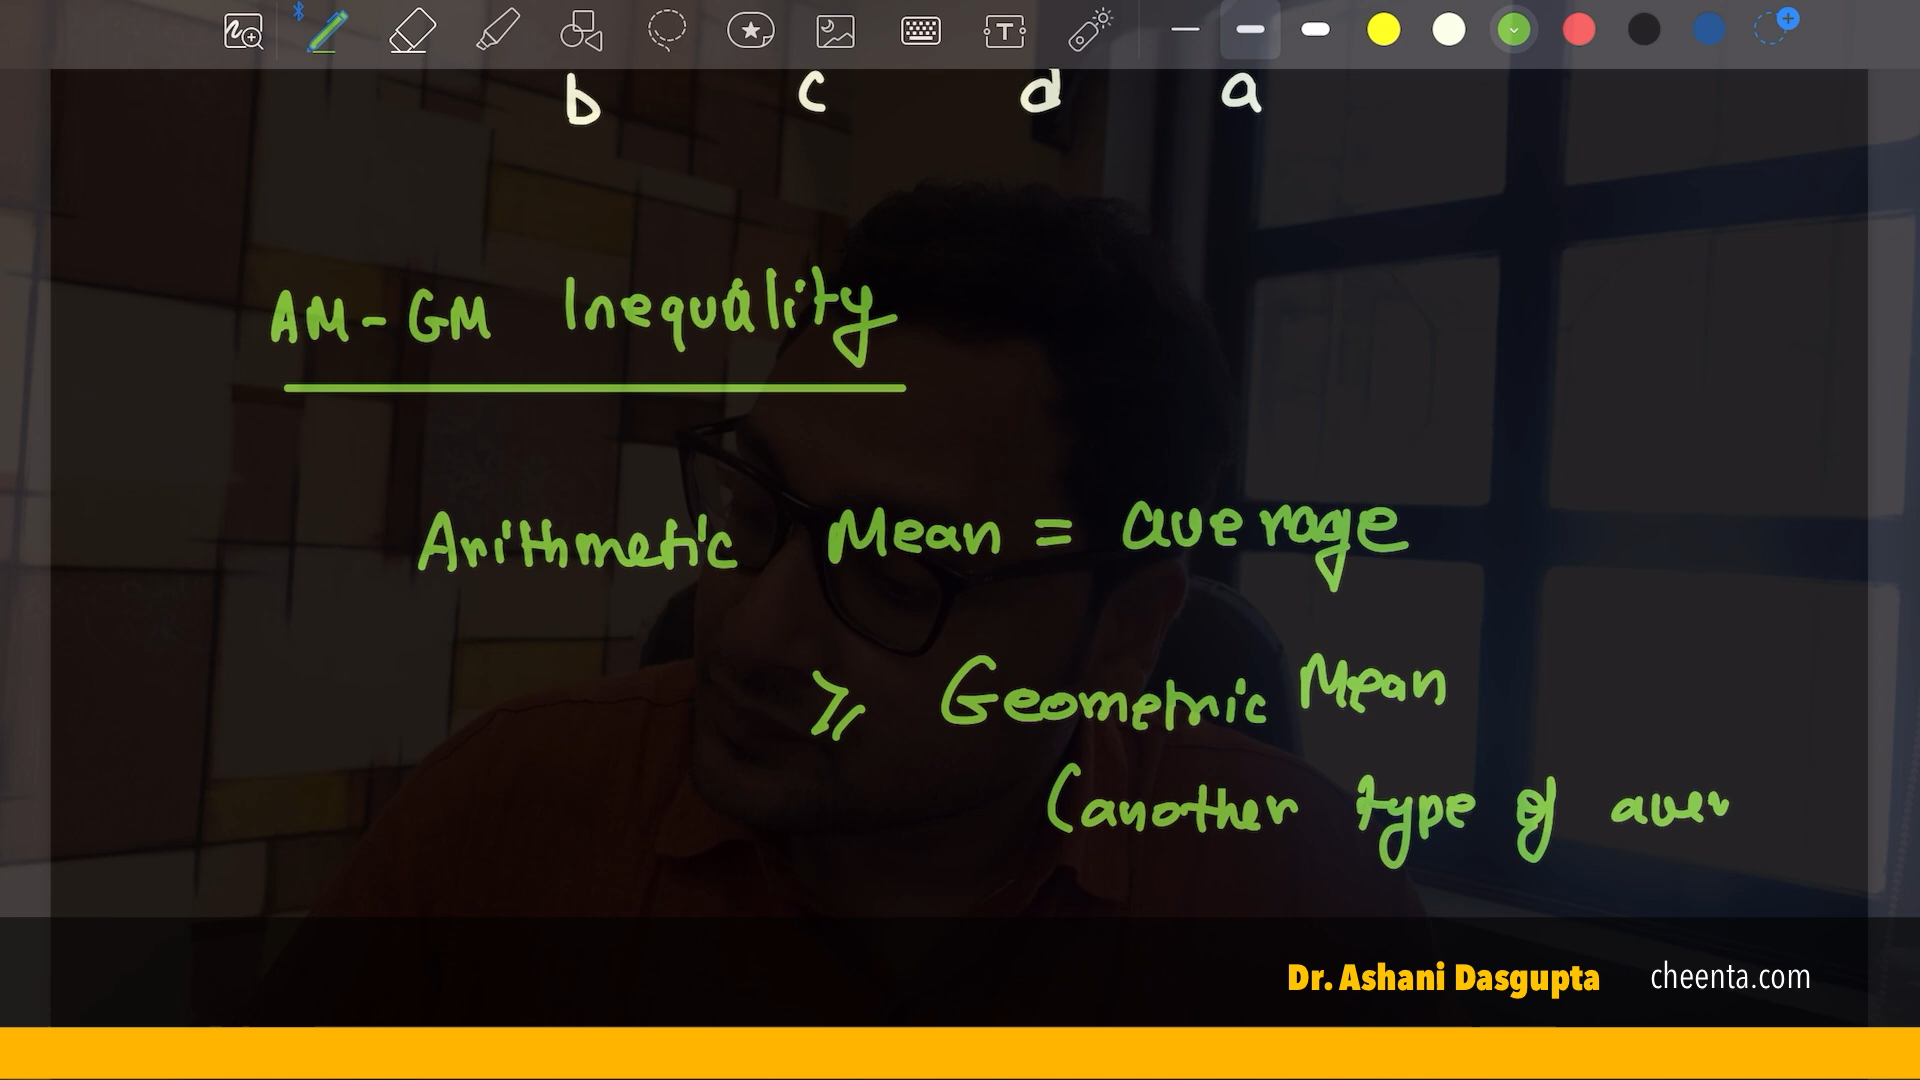 b c d a
AM-GM Inequality
Arithmetic Mean = average
⩾ Geometric Mean
(another type of aver
Dr. Ashani Dasgupta cheenta.com